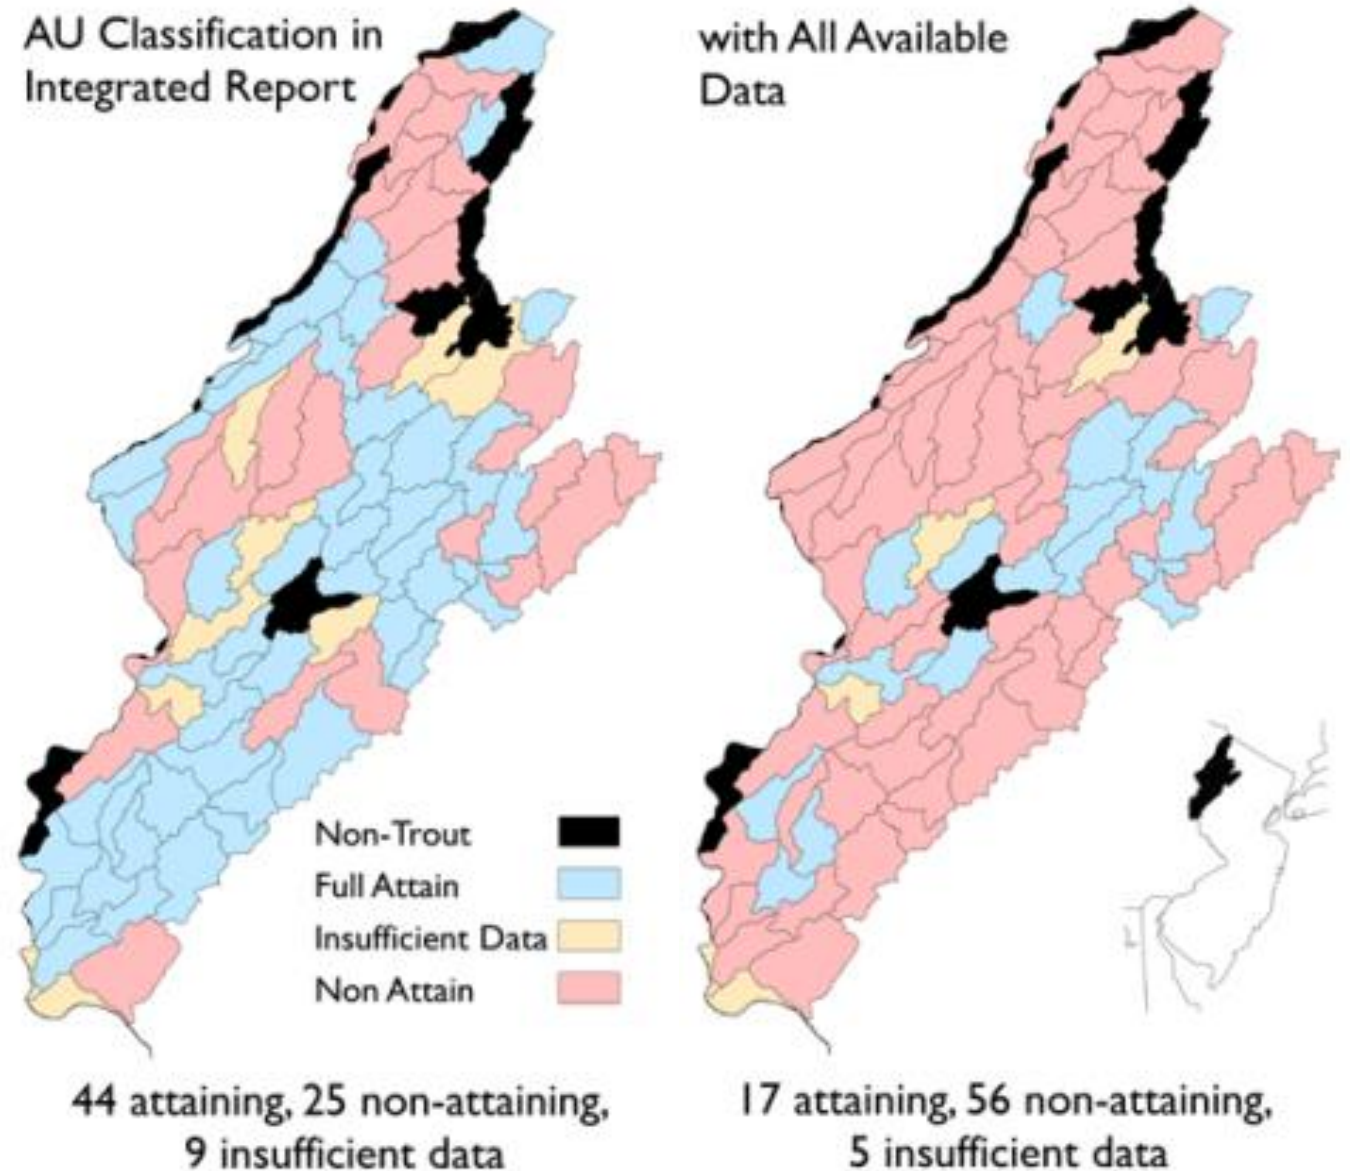 AU Classification in
Integrated Report
with All Available
Data
Non-Trout
Full Attain
Insufficient Data
Non Attain
44 attaining, 25 non-attaining,
9 insufficient data
17 attaining, 56 non-attaining,
5 insufficient data